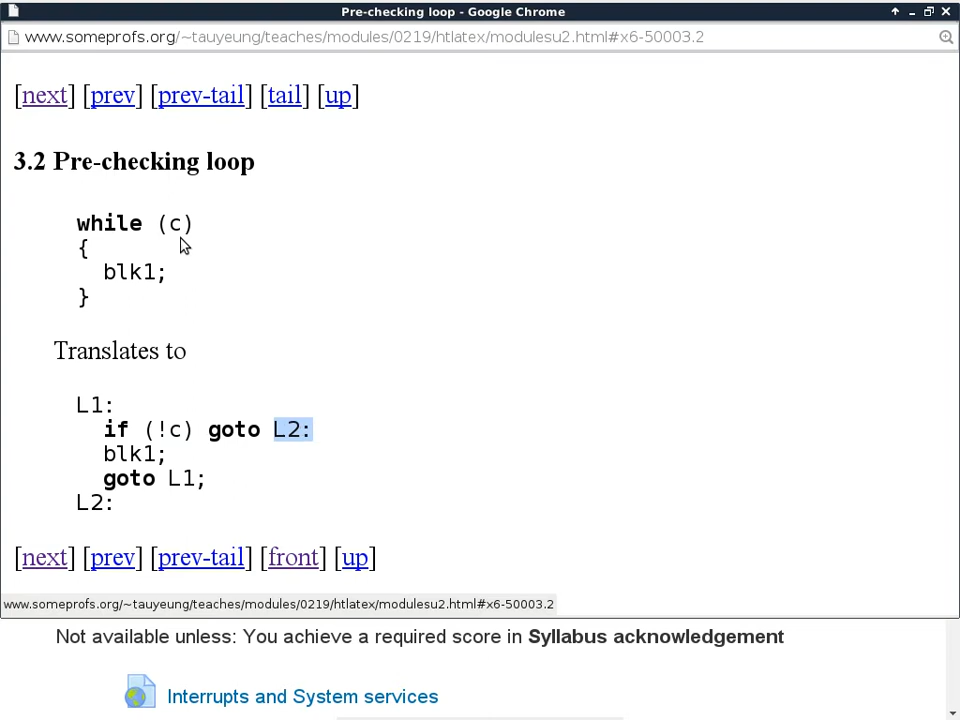 Pre-checking loop - Google Chrome
www.someprofs.org/~tauyeung/teaches/modules/0219/htlatex/modulesu2.html#x6-50003.2
[next] [prev] [prev-tail] [tail] [up]
3.2 Pre-checking loop
while (c)
{
blk1;
}
Translates to
L1:
if (!c) goto L2:
blk1;
goto L1;
L2:
[next] [prev] [prev-tail] [front] [up]
www.someprofs.org/~tauyeung/teaches/modules/0219/htlatex/modulesu2.html#x6-50003.2
Not available unless: You achieve a required score in Syllabus acknowledgement
Interrupts and System services